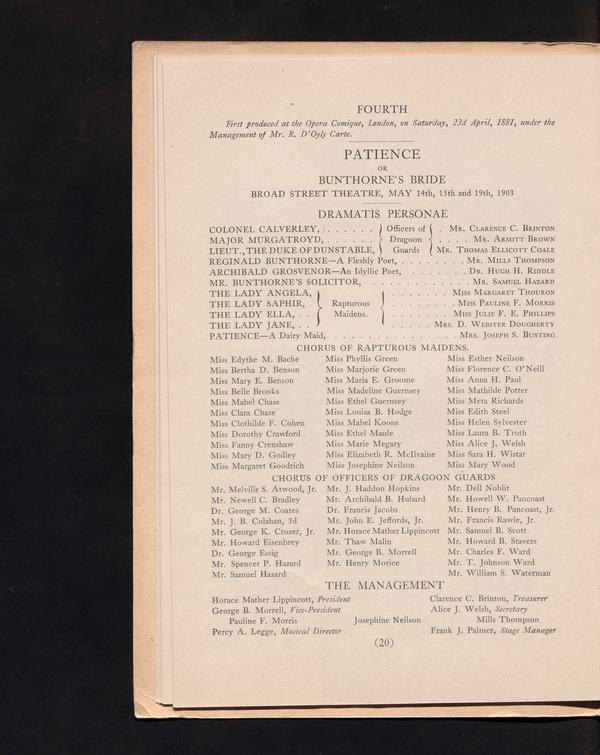 FOURTH
First produced at the Opera Comique, London, on Saturday, 23d April, 1881, under the
Management of Mr. R. D'Oyly Carte.
PATIENCE
OR
BUNTHORNE'S BRIDE
BROAD STREET THEATRE, MAY 14th, 15th and 19th, 1903
DRAMATIS PERSONAE
COLONEL CALVERLEY, . . . . . . } Officers of { . MR. CLARENCE C. BRINTON
MAJOR MURGATROYD, . . . . . . } Dragoon { . . . . MR. ARMITT BROWN
LIEUT., THE DUKE OF DUNSTABLE, } Guards { MR. THOMAS ELLICOTT COALE
REGINALD BUNTHORNE—A Fleshly Poet, . . . . . . . . MR. MILLS THOMPSON
ARCHIBALD GROSVENOR—An Idyllic Poet, . . . . . . . DR. HUGH H. RIDDLE
MR. BUNTHORNE'S SOLICITOR, . . . . . . . . . . . . MR. SAMUEL HAZARD
THE LADY ANGELA, } { . . . . . . . MISS MARGARET THOURON
THE LADY SAPHIR, } Rapturous { . . . . . . . MISS PAULINE F. MORRIS
THE LADY ELLA, . . } Maidens. { . . . . . . . MISS JULIE F. E. PHILLIPS
THE LADY JANE, . . } { . . . . . MRS. D. WEBSTER DOUGHERTY
PATIENCE—A Dairy Maid, . . . . . . . . . . . . . . . MRS. JOSEPH S. BUNTING
CHORUS OF RAPTUROUS MAIDENS.
Miss Edythe M. Bache Miss Phyllis Green Miss Esther Neilson
Miss Bertha D. Benson Miss Marjorie Green Miss Florence C. O'Neill
Miss Mary E. Benson Miss Maria E. Groome Miss Anna H. Paul
Miss Belle Brooks Miss Madeline Guernsey Miss Mathilde Potter
Miss Mabel Chase Miss Ethel Guernsey Miss Meta Richards
Miss Clara Chase Miss Louisa B. Hodge Miss Edith Steel
Miss Clothilde F. Cohen Miss Mabel Koons Miss Helen Sylvester
Miss Dorothy Crawford Miss Ethel Maule Miss Laura B. Troth
Miss Fanny Crenshaw Miss Marie Megary Miss Alice J. Welsh
Miss Mary D. Godley Miss Elizabeth R. McIlvaine Miss Sara H. Wistar
Miss Margaret Goodrich Miss Josephine Neilson Miss Mary Wood
CHORUS OF OFFICERS OF DRAGOON GUARDS
Mr. Melville S. Atwood, Jr. Mr. J. Haddon Hopkins Mr. Dell Noblit
Mr. Newell C. Bradley Mr. Archibald B. Hubard Mr. Howell W. Pancoast
Dr. George M. Coates Dr. Francis Jacobs Mr. Henry B. Pancoast, Jr.
Mr. J. B. Colahan, 3d Mr. John E. Jeffords, Jr. Mr. Francis Rawle, Jr.
Mr. George K. Crozer, Jr. Mr. Horace Mather Lippincott Mr. Samuel B. Scott
Mr. Howard Eisenbrey Mr. Thaw Malin Mr. Howard B. Stavers
Dr. George Essig Mr. George B. Morrell Mr. Charles F. Ward
Mr. Spencer P. Hazard Mr. Henry Morice Mr. T. Johnson Ward
Mr. Samuel Hazard Mr. William S. Waterman
THE MANAGEMENT
Horace Mather Lippincott, President Clarence C. Brinton, Treasurer
George B. Morrell, Vice-President Alice J. Welsh, Secretary
Pauline F. Morris Josephine Neilson Mills Thompson
Percy A. Legge, Musical Director Frank J. Palmer, Stage Manager
(20)